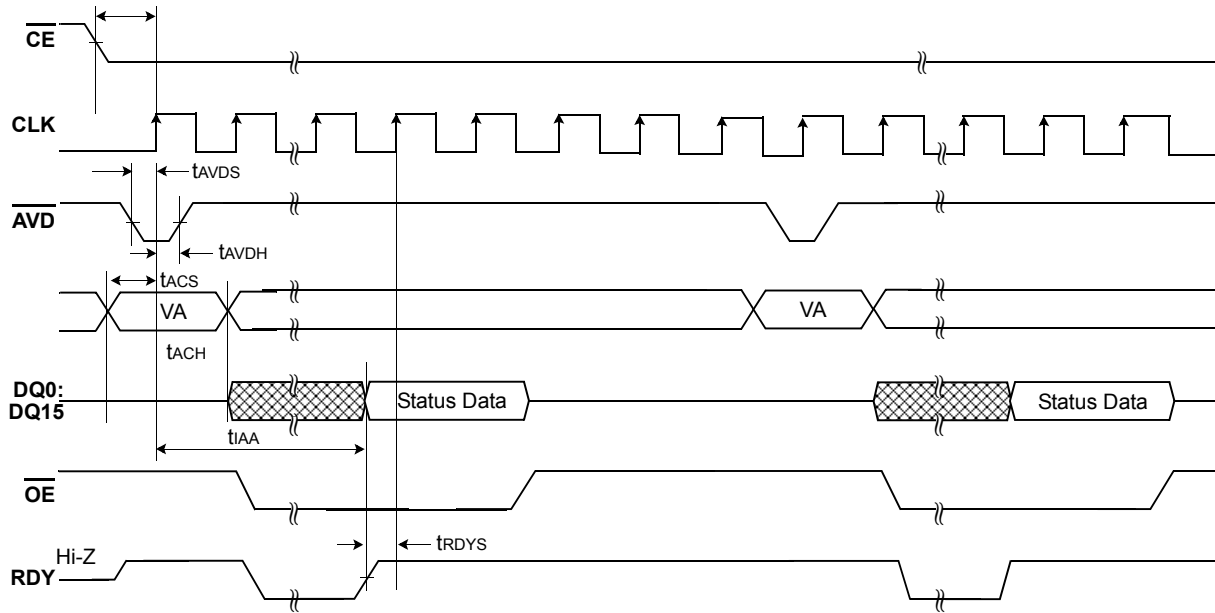 CE
CLK
tAVDS
AVD
tAVDH
tACS
VA
VA
tACH
DQ0:
DQ15
Status Data
Status Data
tIAA
OE
tRDYS
Hi-Z
RDY